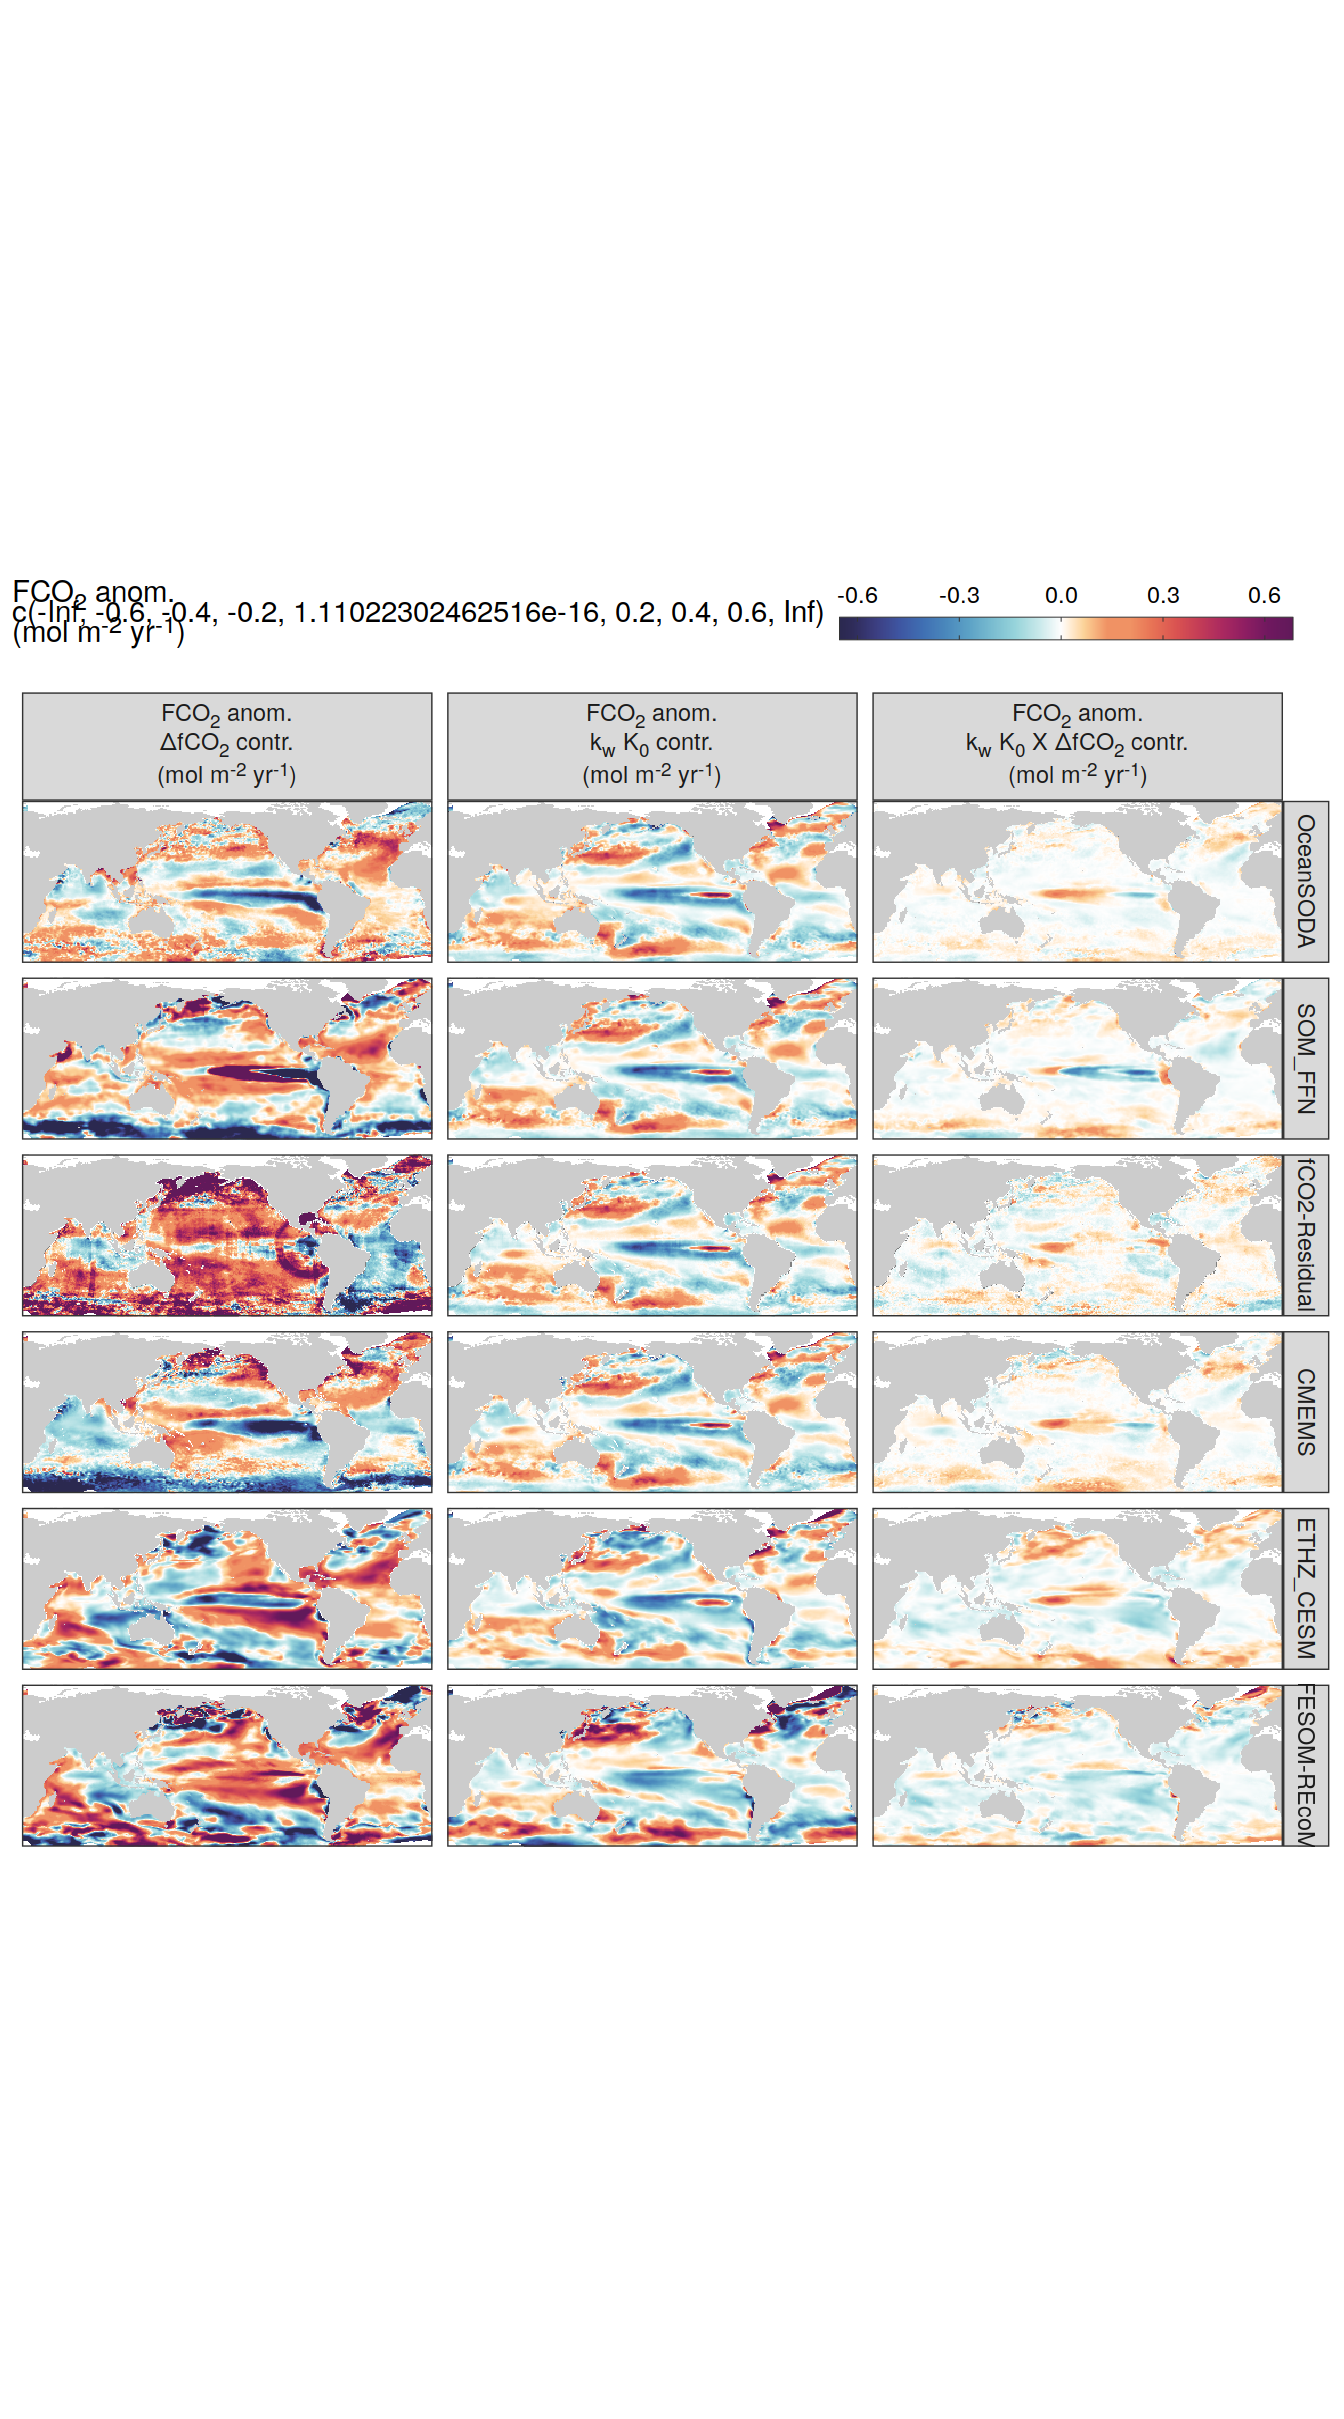 FCO2 anom.
c(-Inf, -0.6, -0.4, -0.2, 1.11022302462516e-16, 0.2, 0.4, 0.6, Inf)
(mol m-2 yr-1)
-0.6 -0.3 0.0 0.3 0.6
FCO2 anom.
ΔfCO2 contr.
(mol m-2 yr-1)
FCO2 anom.
kw K0 contr.
(mol m-2 yr-1)
FCO2 anom.
kw K0 X ΔfCO2 contr.
(mol m-2 yr-1)
OceanSODA
SOM_FFN
fCO2-Residual
CMEMS
ETHZ_CESM
FESOM-REcoM